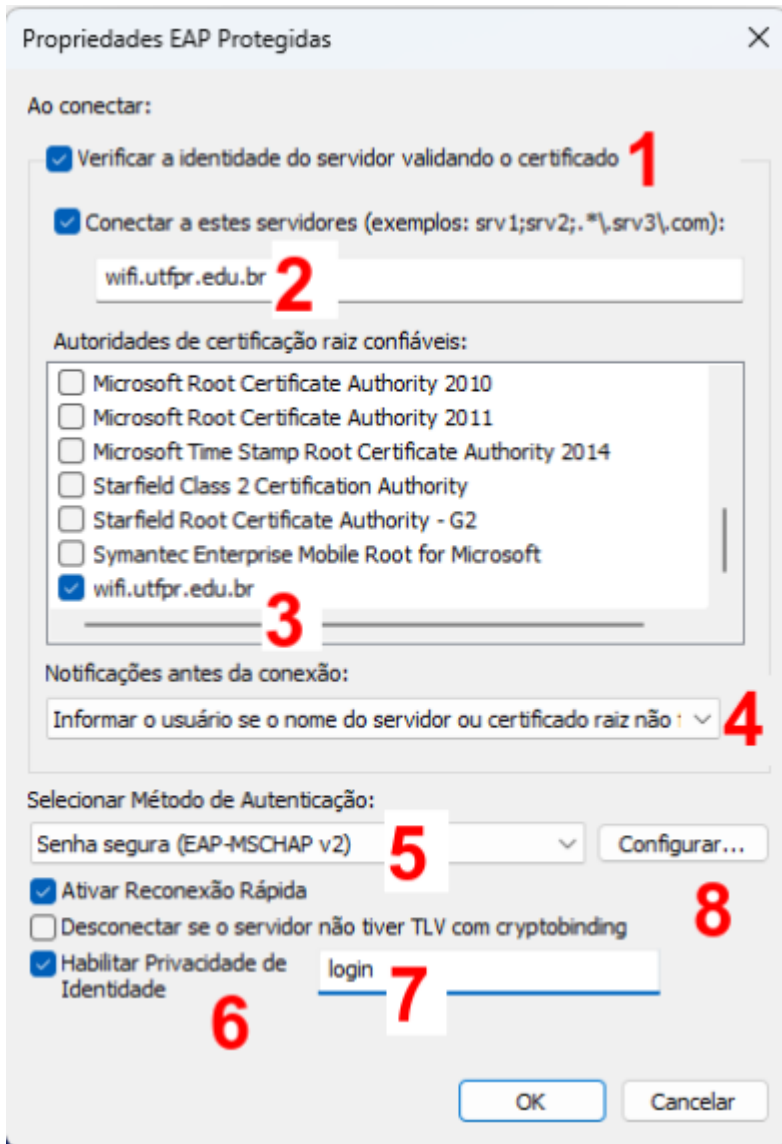 Propriedades EAP Protegidas
Ao conectar:
Verificar a identidade do servidor validando o certificado 1
Conectar a estes servidores (exemplos: srv1;srv2;.*\.srv3\.com):
wifi.utfpr.edu.br 2
Autoridades de certificação raiz confiáveis:
Microsoft Root Certificate Authority 2010
Microsoft Root Certificate Authority 2011
Microsoft Time Stamp Root Certificate Authority 2014
Starfield Class 2 Certification Authority
Starfield Root Certificate Authority - G2
Symantec Enterprise Mobile Root for Microsoft
wifi.utfpr.edu.br
3
Notificações antes da conexão:
Informar o usuário se o nome do servidor ou certificado raiz não 4
Selecionar Método de Autenticação:
Senha segura (EAP-MSCHAP v2) 5 Configurar...
Ativar Reconexão Rápida 8
Desconectar se o servidor não tiver TLV com cryptobinding
Habilitar Privacidade de
Identidade
login 7
6
OK Cancelar